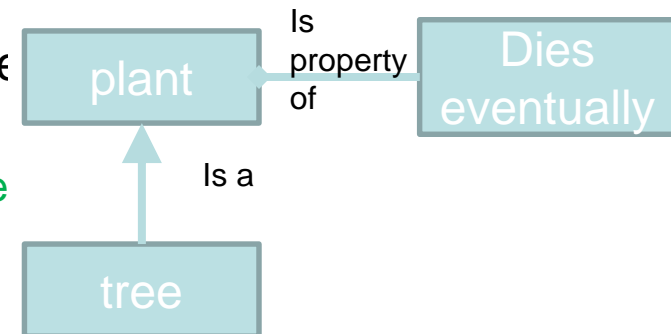 Is
property
of
plant
Dies
eventually
Is a
tree